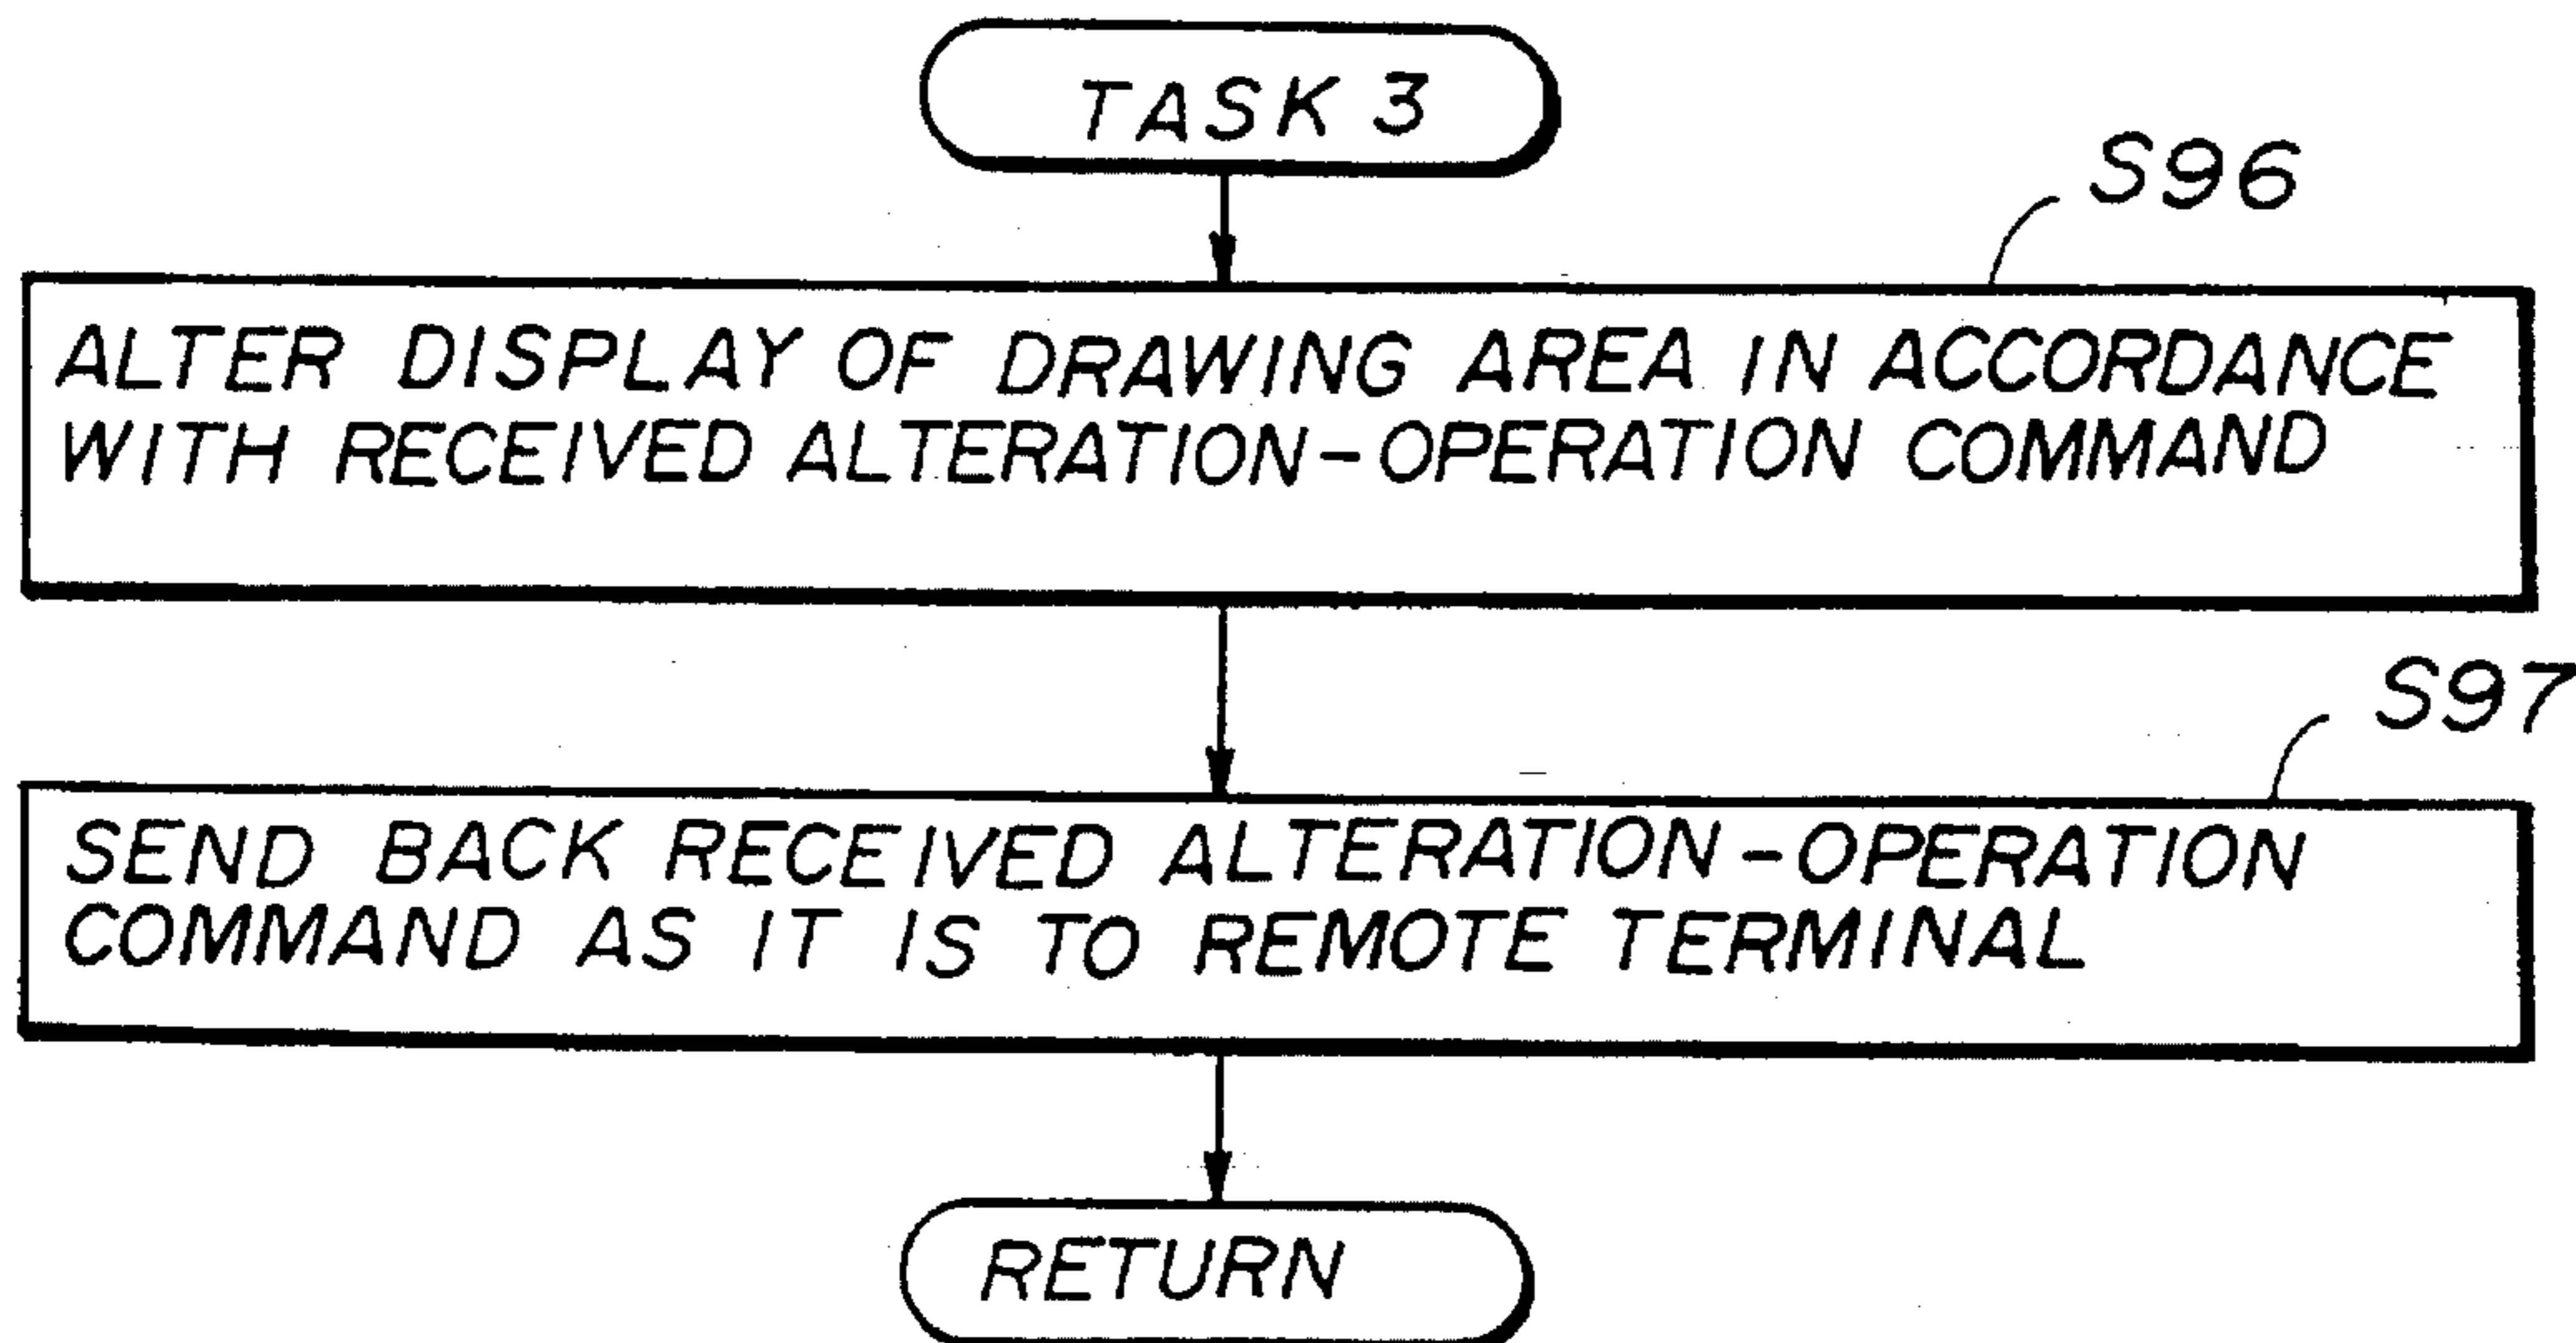 TASK 3
S96
ALTER DISPLAY OF DRAWING AREA IN ACCORDANCE
WITH RECEIVED ALTERATION-OPERATION COMMAND
S97
SEND BACK RECEIVED ALTERATION-OPERATION
COMMAND AS IT IS TO REMOTE TERMINAL
RETURN